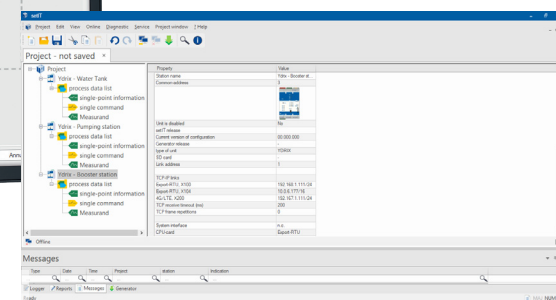 setIT
Project Edit View Online Diagnostic Service Project window ? Help
Project - not saved ×
Project
Ydrix - Water Tank
process data list
single-point information
single command
Measurand
Ydrix - Pumping station
process data list
single-point information
single command
Measurand
Ydrix - Booster station
process data list
single-point information
single command
Measurand
Property Value
Station name Ydrix - Booster st..
Common address 3
Unit is disabled No
setIT release
Current version of configuration 00.000.000
Generator release -
type of unit YDRIX
SD card
Link address 1
TCP-IP links
Export-RTU, X100 192.168.1.111/24
Export-RTU, X104 10.0.6.177/16
4G/LTE, X200 192.167.1.111/24
TCP receive timeout (ms) 200
TCP frame repetitions 0
System interface n.a.
CPU-card Export-RTU
Offline
Messages
Type Date Time Project station Indication
Logger Reports Messages Generator
Ready NUM